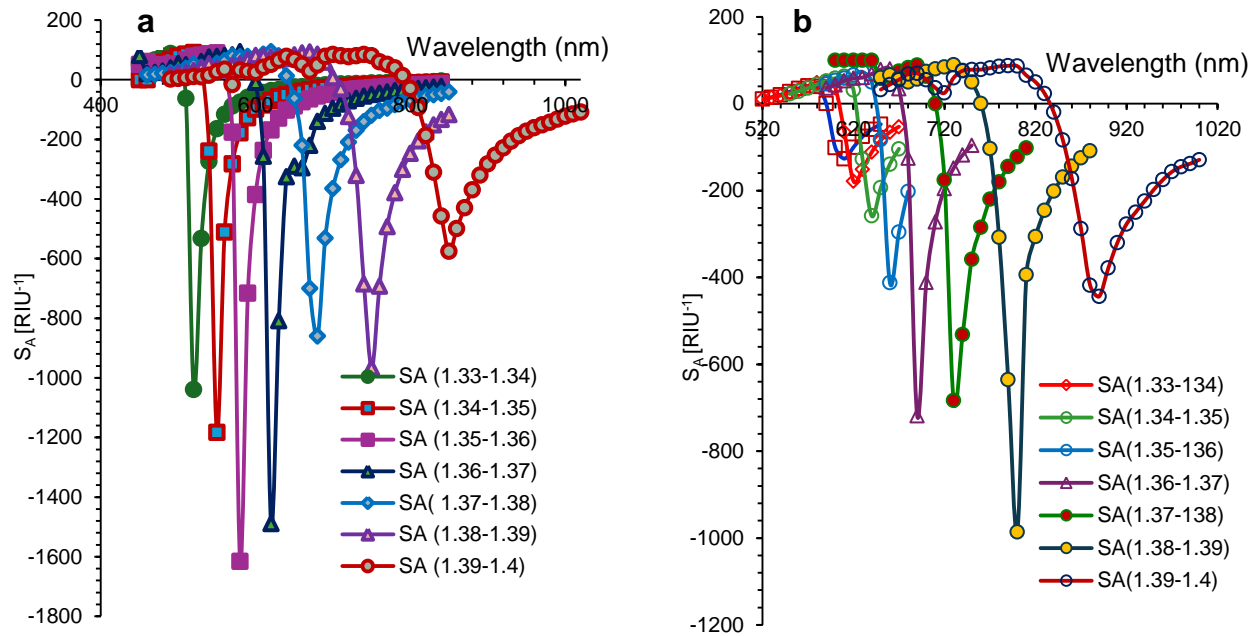 a
Wavelength (nm)
200
0
-200
-400
-600
-800
-1000
-1200
-1400
-1600
-1800
400
600
800
1000
S_A [RIU⁻¹]
SA (1.33-1.34)
SA (1.34-1.35)
SA (1.35-1.36)
SA (1.36-1.37)
SA( 1.37-1.38)
SA (1.38-1.39)
SA (1.39-1.4)
b
Wavelength (nm)
200
0
-200
-400
-600
-800
-1000
-1200
520
620
720
820
920
1020
S_A [RIU⁻¹]
SA(1.33-134)
SA(1.34-1.35)
SA(1.35-136)
SA(1.36-1.37)
SA(1.37-138)
SA(1.38-1.39)
SA(1.39-1.4)